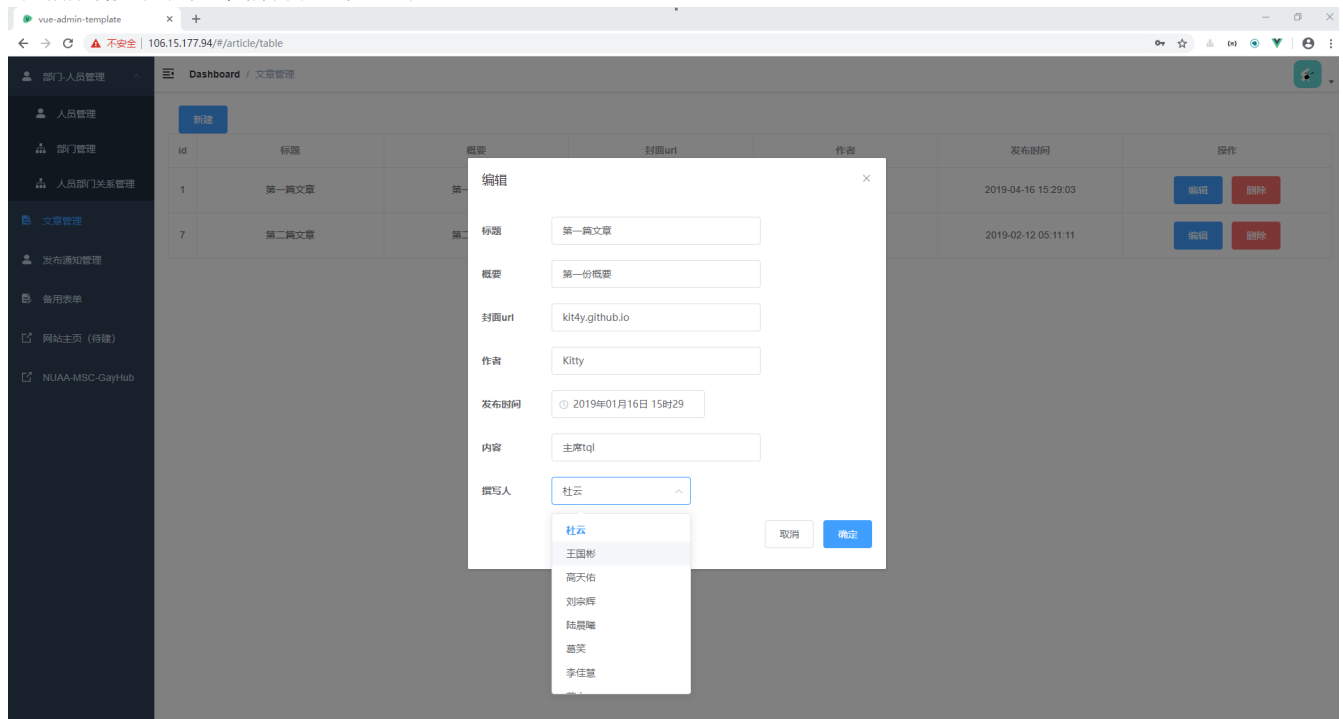 vue-admin-template
不安全 | 106.15.177.94/#/article/table
部门-人员管理
Dashboard / 文章管理
人员管理
部门管理
人员部门关系管理
文章管理
发布通知管理
备用表单
网站主页（待建）
NUAA-MSC-GayHub
新建
id 标题 概要 封面url 作者 发布时间 操作
1 第一篇文章 第一 2019-04-16 15:29:03 编辑 删除
7 第二篇文章 2019-02-12 05:11:11 编辑 删除
编辑
标题 第一篇文章
概要 第一份概要
封面url kit4y.github.io
作者 Kitty
发布时间 2019年01月16日 15时29
内容 主席tql
撰写人 杜云
杜云
王国彬
高天佑
刘宗辉
陆晨曦
葛笑
李佳慧
取消 确定